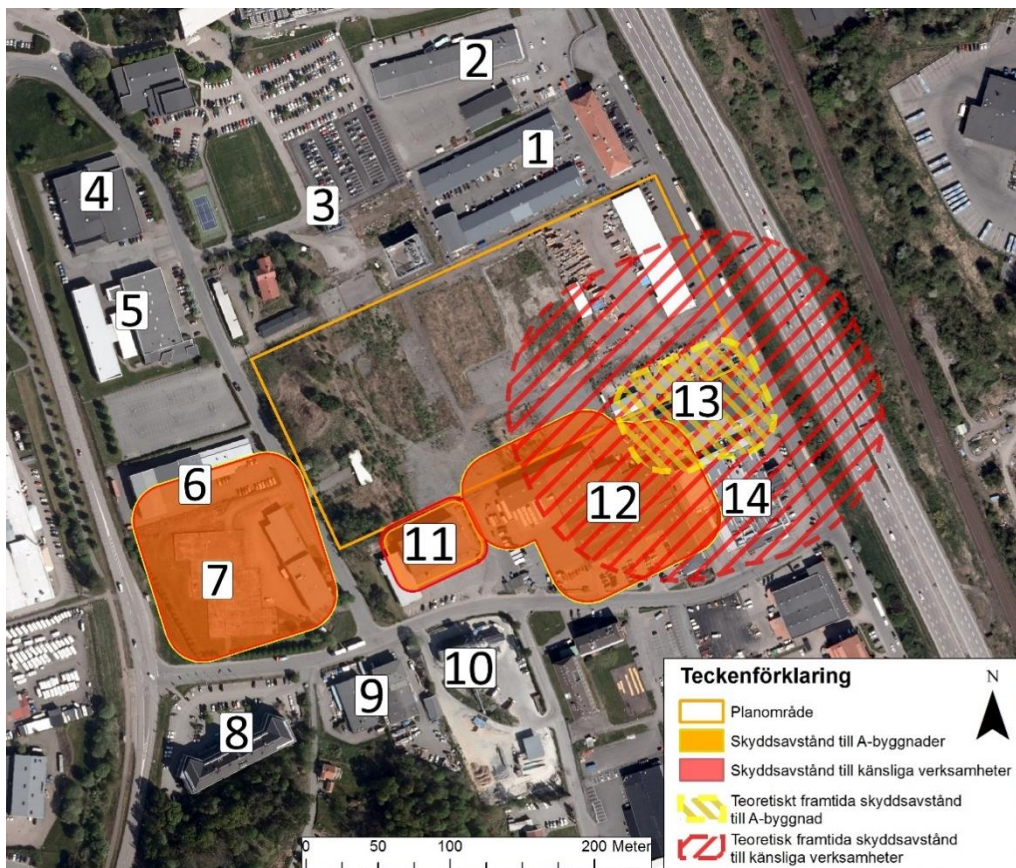 2
1
3
4
5
13
6
12
14
11
7
10
9
8
Teckenförklaring
N
Planområde
Skyddsavstånd till A-byggnader
Skyddsavstånd till känsliga verksamheter
Teoretiskt framtida skyddsavstånd
till A-byggnad
Teoretisk framtida skyddsavstånd
till känsliga verksamheter
0 50 100 200 Meter